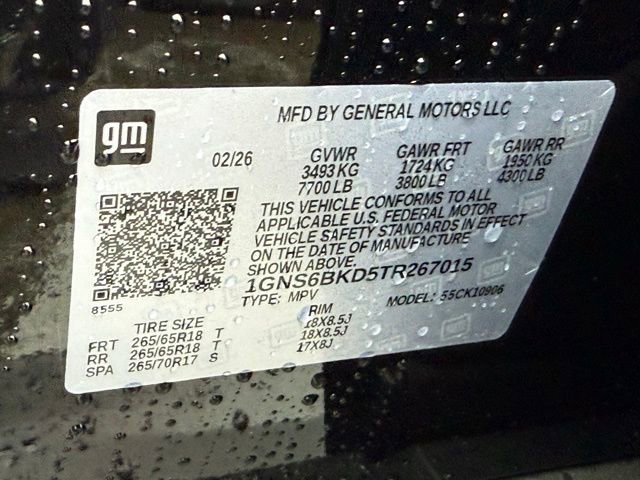 gm
MFD BY GENERAL MOTORS LLC
02/26
GVWR GAWR FRT GAWR RR
3493 KG 1724 KG 1950 KG
7700 LB 3800 LB 4300 LB
THIS VEHICLE CONFORMS TO ALL
APPLICABLE U.S. FEDERAL MOTOR
VEHICLE SAFETY STANDARDS IN EFFECT
ON THE DATE OF MANUFACTURE
SHOWN ABOVE.
1GNS6BKD5TR267015
TYPE: MPV MODEL: 55CK10906
8555
TIRE SIZE RIM
FRT 265/65R18 T 18X8.5J
RR 265/65R18 T 18X8.5J
SPA 265/70R17 S 17X8J